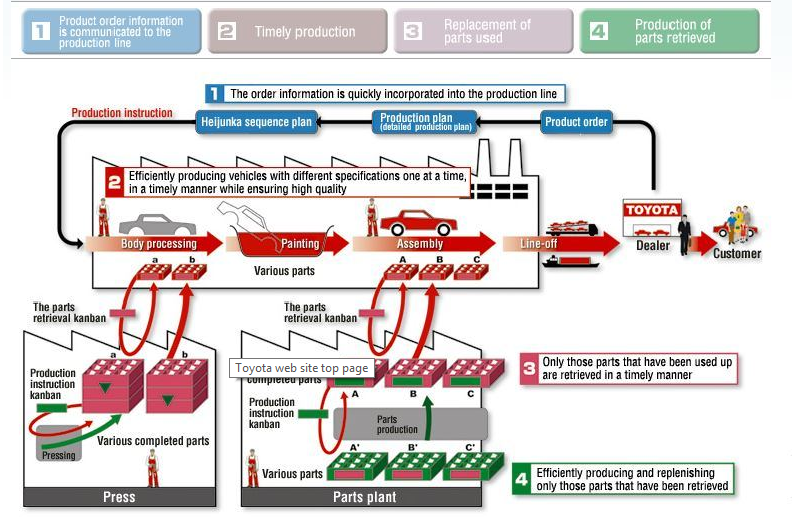 1
Product order information
is communicated to the
production line
2
Timely production
3
Replacement of
parts used
4
Production of
parts retrieved
1 The order information is quickly incorporated into the production line
Production instruction
Heijunka sequence plan
Production plan
(detailed production plan)
Product order
2
Efficiently producing vehicles with different specifications one at a time,
in a timely manner while ensuring high quality
TOYOTA
Body processing
Painting
Assembly
Line-off
Dealer
Customer
a
b
Various parts
A
B
C
The parts
retrieval kanban
The parts
retrieval kanban
a
b
Toyota web site top page
completed parts
A
B
C
3
Only those parts that have been used up
are retrieved in a timely manner
Production
instruction
kanban
Production
instruction
kanban
Parts
production
Pressing
Various completed parts
A'
B'
C'
Various parts
4
Efficiently producing and replenishing
only those parts that have been retrieved
Press
Parts plant